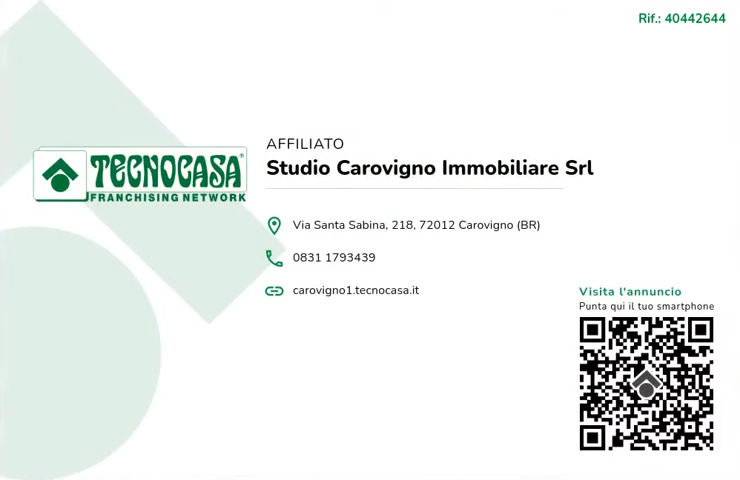 Rif.: 40442644
AFFILIATO
Studio Carovigno Immobiliare Srl
TECNOCASA®
FRANCHISING NETWORK
Via Santa Sabina, 218, 72012 Carovigno (BR)
0831 1793439
carovigno1.tecnocasa.it
Visita l'annuncio
Punta qui il tuo smartphone